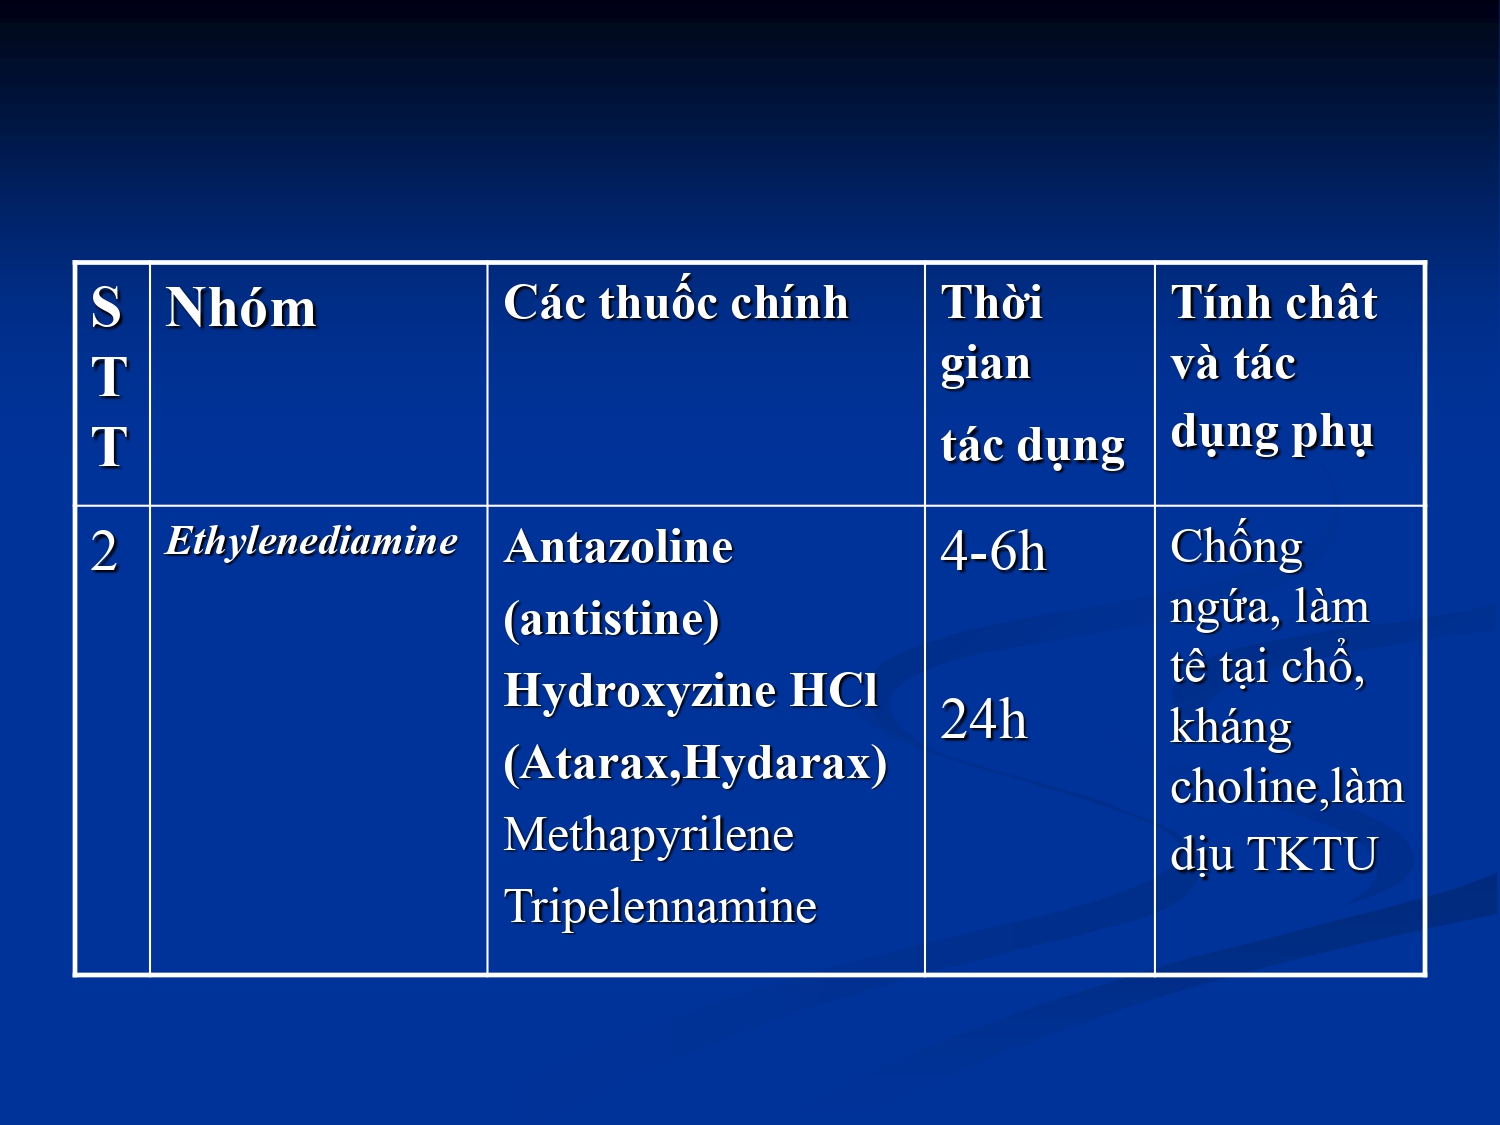 S
T
T
Nhóm
Các thuốc chính
Thời
gian
tác dụng
Tính chât
và tác
dụng phụ
2
Ethylenediamine
Antazoline
(antistine)
Hydroxyzine HCl
(Atarax,Hydarax)
Methapyrilene
Tripelennamine
4-6h
24h
Chống
ngứa, làm
tê tại chổ,
kháng
choline,làm
dịu TKTU